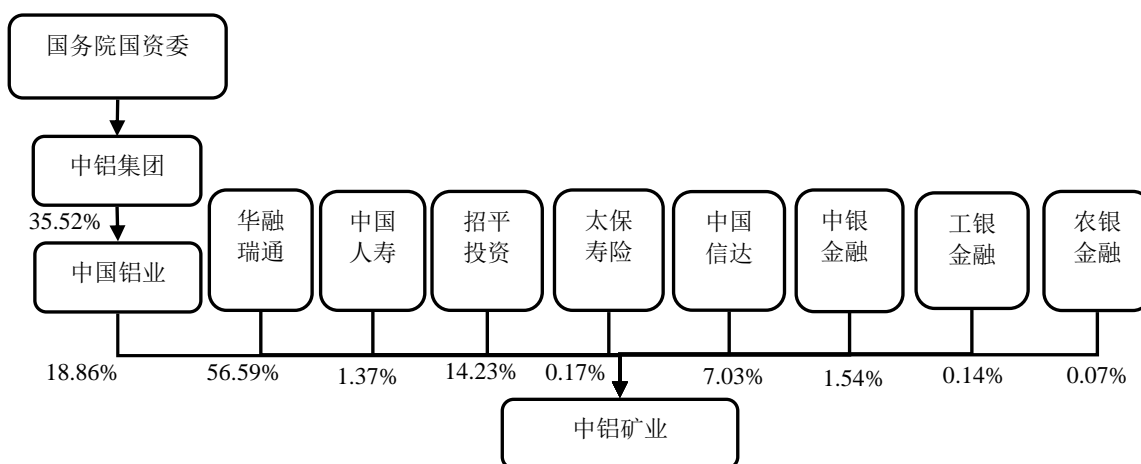 国务院国资委
中铝集团
35.52%
中国铝业
华融
瑞通
中国
人寿
招平
投资
太保
寿险
中国
信达
中银
金融
工银
金融
农银
金融
18.86%
56.59%
1.37%
14.23%
0.17%
7.03%
1.54%
0.14%
0.07%
中铝矿业